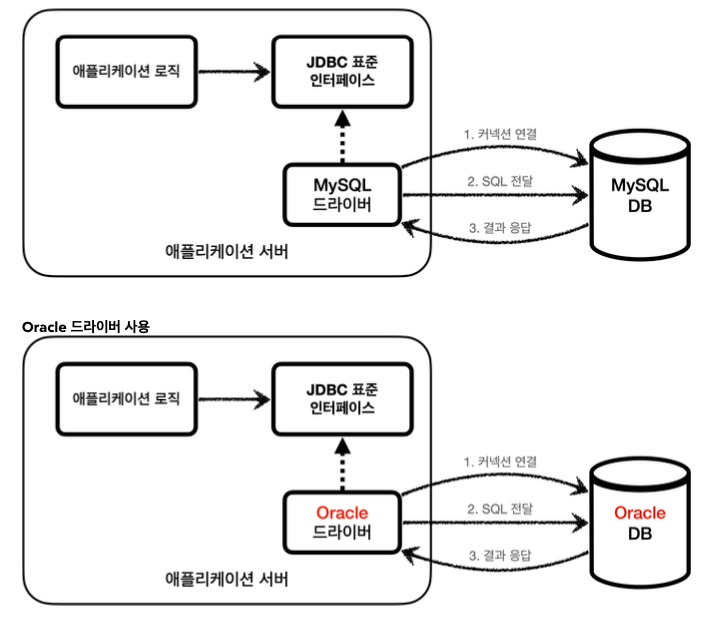 애플리케이션 로직
JDBC 표준
인터페이스
MySQL
드라이버
애플리케이션 서버
1. 커넥션 연결
2. SQL 전달
3. 결과 응답
MySQL
DB
Oracle 드라이버 사용
애플리케이션 로직
JDBC 표준
인터페이스
Oracle
드라이버
애플리케이션 서버
1. 커넥션 연결
2. SQL 전달
3. 결과 응답
Oracle
DB